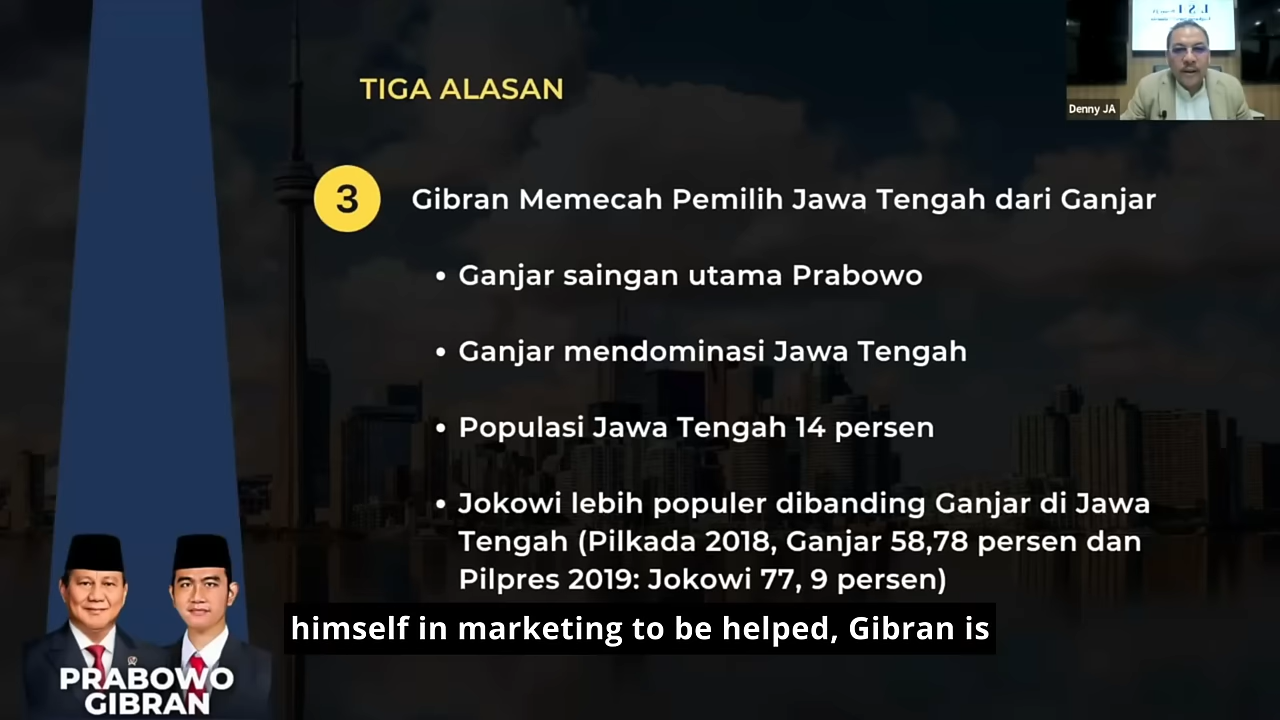 TIGA ALASAN
Denny JA
3
Gibran Memecah Pemilih Jawa Tengah dari Ganjar
• Ganjar saingan utama Prabowo
• Ganjar mendominasi Jawa Tengah
• Populasi Jawa Tengah 14 persen
• Jokowi lebih populer dibanding Ganjar di Jawa
Tengah (Pilkada 2018, Ganjar 58,78 persen dan
Pilpres 2019: Jokowi 77, 9 persen)
himself in marketing to be helped, Gibran is
PRABOWO
GIBRAN